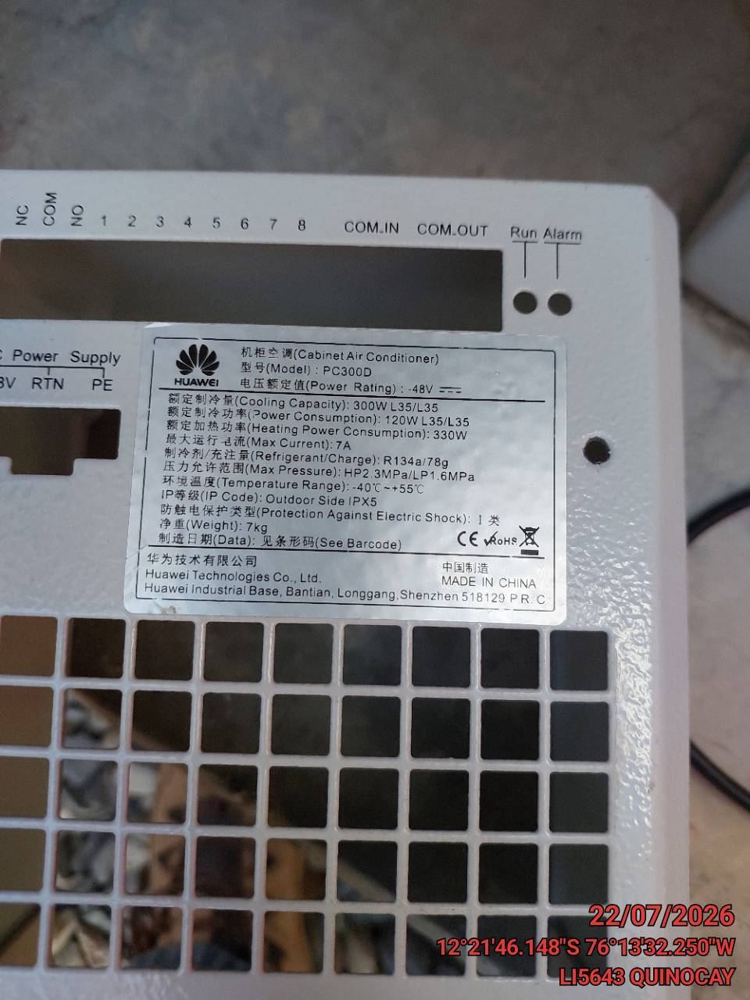 NC COM NO 1 2 3 4 5 6 7 8 COM_IN COM_OUT Run Alarm
Power Supply
RTN PE
HUAWEI
机柜空调(Cabinet Air Conditioner)
型号(Model) : PC300D
电压额定值(Power Rating) : -48V
额定制冷量(Cooling Capacity): 300W L35/L35
额定制冷功率(Power Consumption): 120W L35/L35
额定加热功率(Heating Power Consumption): 330W
最大运行电流(Max Current): 7A
制冷剂/充注量(Refrigerant/Charge): R134a/78g
压力允许范围(Max Pressure): HP2.3MPa/LP1.6MPa
环境温度(Temperature Range): -40℃~+55℃
IP等级(IP Code): Outdoor Side IPX5
防触电保护类型(Protection Against Electric Shock): I 类
净重(Weight): 7kg
制造日期(Data): 见条形码(See Barcode)
CE RoHS
华为技术有限公司
中国制造
Huawei Technologies Co., Ltd.
MADE IN CHINA
Huawei Industrial Base, Bantian, Longgang,Shenzhen 518129 P.R.C
22/07/2026
12°21'46.148"S 76°13'32.250"W
LI5643 QUINOCAY